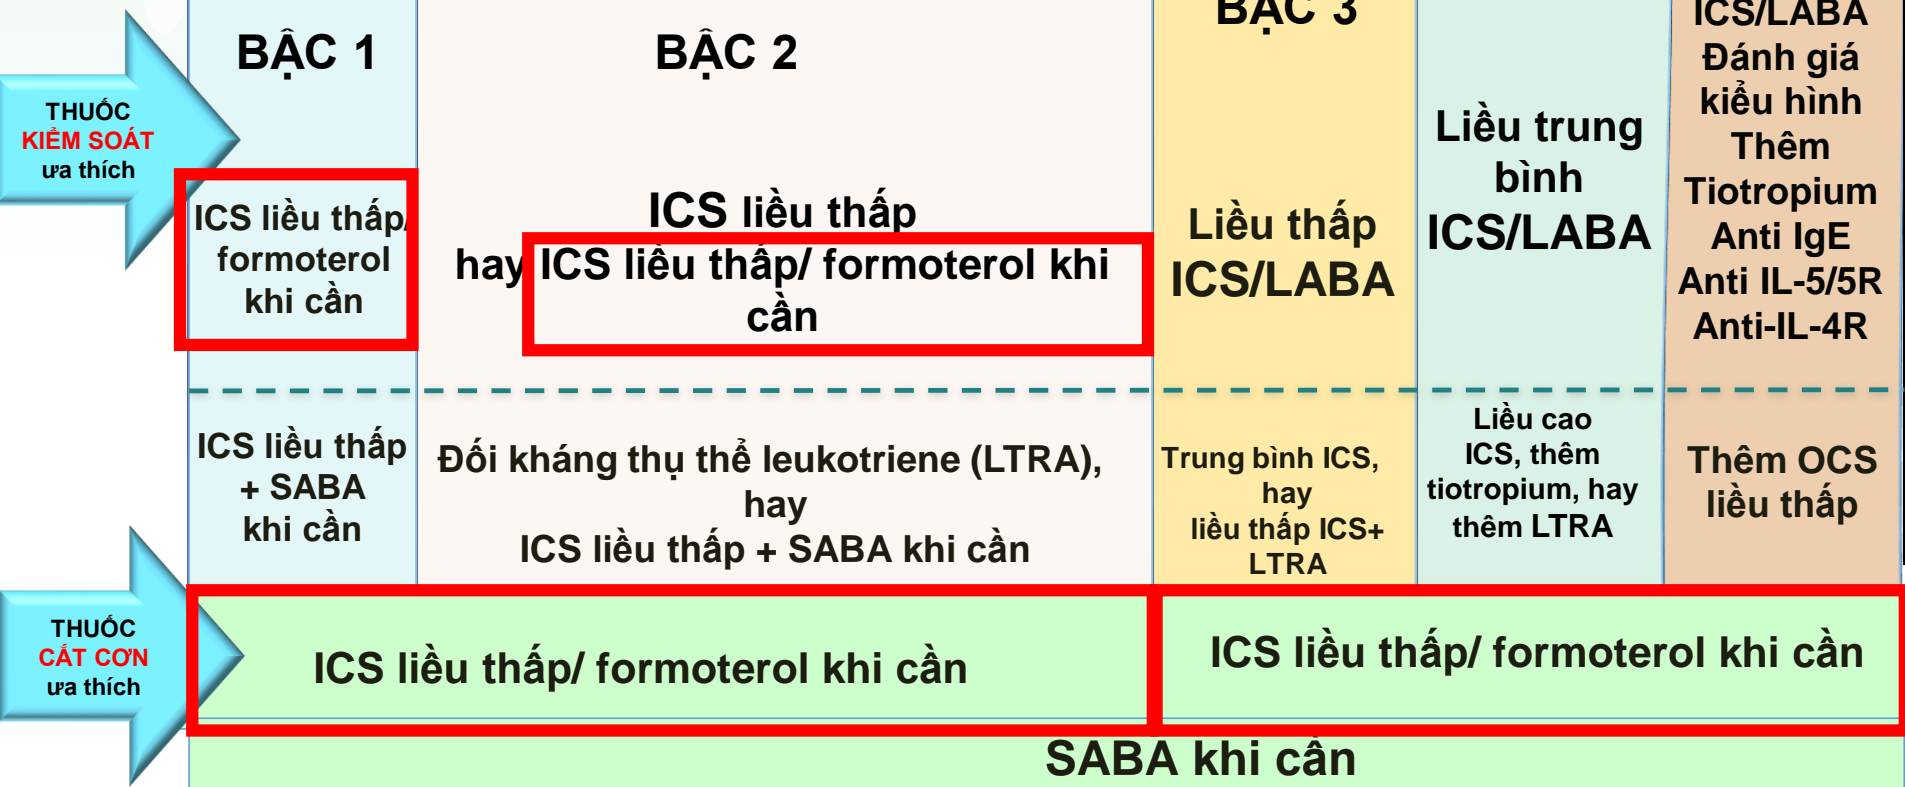 BẬC 1
BẬC 2
BẬC 3
ICS/LABA
Đánh giá
kiểu hình
Thêm
Tiotropium
Anti IgE
Anti IL-5/5R
Anti-IL-4R
THUỐC
KIỂM SOÁT
ưa thích
ICS liều thấp/
formoterol
khi cần
ICS liều thấp
hay ICS liều thấp/ formoterol khi
cần
Liều thấp
ICS/LABA
Liều trung
bình
ICS/LABA
ICS liều thấp
+ SABA
khi cần
Đối kháng thụ thể leukotriene (LTRA),
hay
ICS liều thấp + SABA khi cần
Trung bình ICS,
hay
liều thấp ICS+
LTRA
Liều cao
ICS, thêm
tiotropium, hay
thêm LTRA
Thêm OCS
liều thấp
THUỐC
CẮT CƠN
ưa thích
ICS liều thấp/ formoterol khi cần
ICS liều thấp/ formoterol khi cần
SABA khi cần